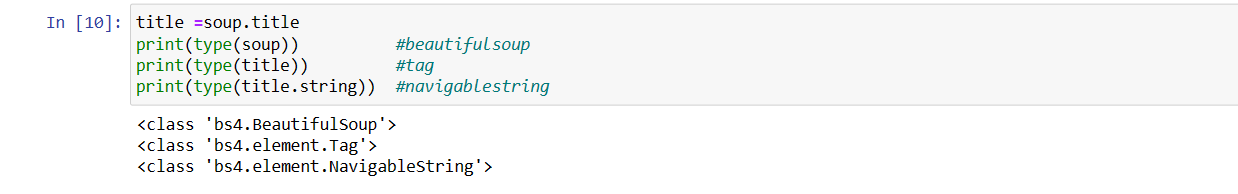 In [10]: title =soup.title
print(type(soup)) #beautifulsoup
print(type(title)) #tag
print(type(title.string)) #navigablestring
<class 'bs4.BeautifulSoup'>
<class 'bs4.element.Tag'>
<class 'bs4.element.NavigableString'>